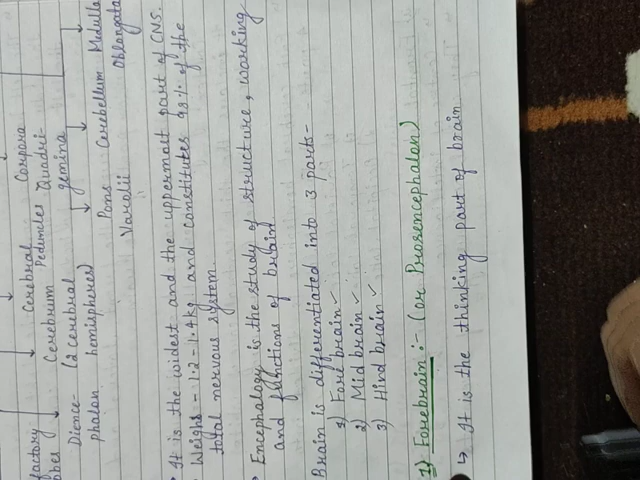 factory Cerebral Corpora
obes Cerebrum Peduncles Quadri-
Dience- (2 cerebral gemina
phalon hemispheres)
Pons Cerebellum Medulla
Varolii Oblongata
• It is the widest and the uppermost part of CNS.
• Weighs - 1.2 - 1.4 kg and constitutes 98% of the
total nervous system.
• Encephalogy is the study of structure, working
and functions of brain
Brain is differentiated into 3 parts-
1) Fore brain ✓
2) Mid brain ✓
3) Hind brain ✓
1) Forebrain :- (or Prosencephalon)
↳ It is the thinking part of brain